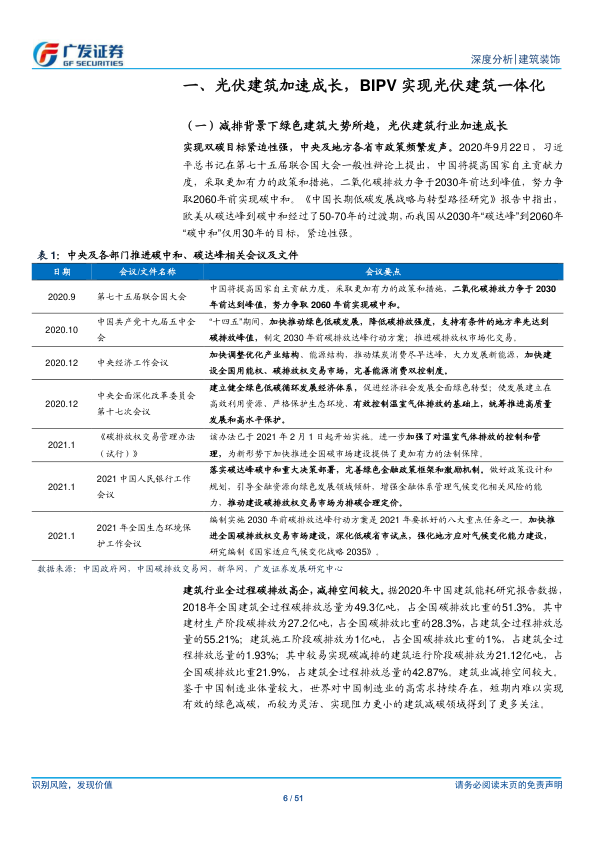 广发证券
GF SECURITIES
深度分析|建筑装饰
一、光伏建筑加速成长，BIPV 实现光伏建筑一体化
（一）减排背景下绿色建筑大势所趋，光伏建筑行业加速成长
实现双碳目标紧迫性强，中央及地方各省市政策频繁发声。2020年9月22日，习近
平总书记在第七十五届联合国大会一般性辩论上提出，中国将提高国家自主贡献力
度，采取更加有力的政策和措施，二氧化碳排放力争于2030年前达到峰值，努力争
取2060年前实现碳中和。《中国长期低碳发展战略与转型路径研究》报告中指出，
欧美从碳达峰到碳中和经过了50-70年的过渡期，而我国从2030年“碳达峰”到2060年
“碳中和”仅用30年的目标，紧迫性强。
表 1：中央及各部门推进碳中和、碳达峰相关会议及文件
日期 会议/文件名称 会议要点
2020.9 第七十五届联合国大会 中国将提高国家自主贡献力度，采取更加有力的政策和措施，二氧化碳排放力争于 2030
年前达到峰值，努力争取 2060 年前实现碳中和。
2020.10 中国共产党十九届五中全
会
“十四五”期间，加快推动绿色低碳发展，降低碳排放强度，支持有条件的地方率先达到
碳排放峰值，制定 2030 年前碳排放达峰行动方案；推进碳排放权市场化交易。
2020.12 中央经济工作会议 加快调整优化产业结构、能源结构，推动煤炭消费尽早达峰，大力发展新能源，加快建
设全国用能权、碳排放权交易市场，完善能源消费双控制度。
2020.12 中央全面深化改革委员会
第十七次会议
建立健全绿色低碳循环发展经济体系，促进经济社会发展全面绿色转型；使发展建立在
高效利用资源、严格保护生态环境，有效控制温室气体排放的基础上，统筹推进高质量
发展和高水平保护。
2021.1 《碳排放权交易管理办法
（试行）》
该办法已于 2021 年 2 月 1 日起开始实施。进一步加强了对温室气体排放的控制和管
理，为新形势下加快推进全国碳市场建设提供了更加有力的法制保障。
2021.1 2021 中国人民银行工作
会议
落实碳达峰碳中和重大决策部署，完善绿色金融政策框架和激励机制。做好政策设计和
规划，引导金融资源向绿色发展领域倾斜，增强金融体系管理气候变化相关风险的能
力，推动建设碳排放权交易市场为排碳合理定价。
2021.1 2021 年全国生态环境保
护工作会议
编制实施 2030 年前碳排放达峰行动方案是 2021 年要抓好的八大重点任务之一。加快推
进全国碳排放权交易市场建设，深化低碳省市试点，强化地方应对气候变化能力建设，
研究编制《国家适应气候变化战略 2035》。
数据来源：中国政府网，中国碳排放交易网，新华网，广发证券发展研究中心
建筑行业全过程碳排放高企，减排空间较大。据2020年中国建筑能耗研究报告数据，
2018年全国建筑全过程碳排放总量为49.3亿吨，占全国碳排放比重的51.3%。其中
建材生产阶段碳排放为27.2亿吨，占全国碳排放比重的28.3%，占建筑全过程排放总
量的55.21%；建筑施工阶段碳排放为1亿吨，占全国碳排放比重的1%，占建筑全过
程排放总量的1.93%；其中较易实现碳减排的建筑运行阶段碳排放为21.12亿吨，占
全国碳排放比重21.9%，占建筑全过程排放总量的42.87%。建筑业减排空间较大。
鉴于中国制造业体量较大，世界对中国制造业的高需求持续存在，短期内难以实现
有效的绿色减碳，而较为灵活、实现阻力更小的建筑减碳领域得到了更多关注。
识别风险，发现价值 请务必阅读末页的免责声明
6 / 51